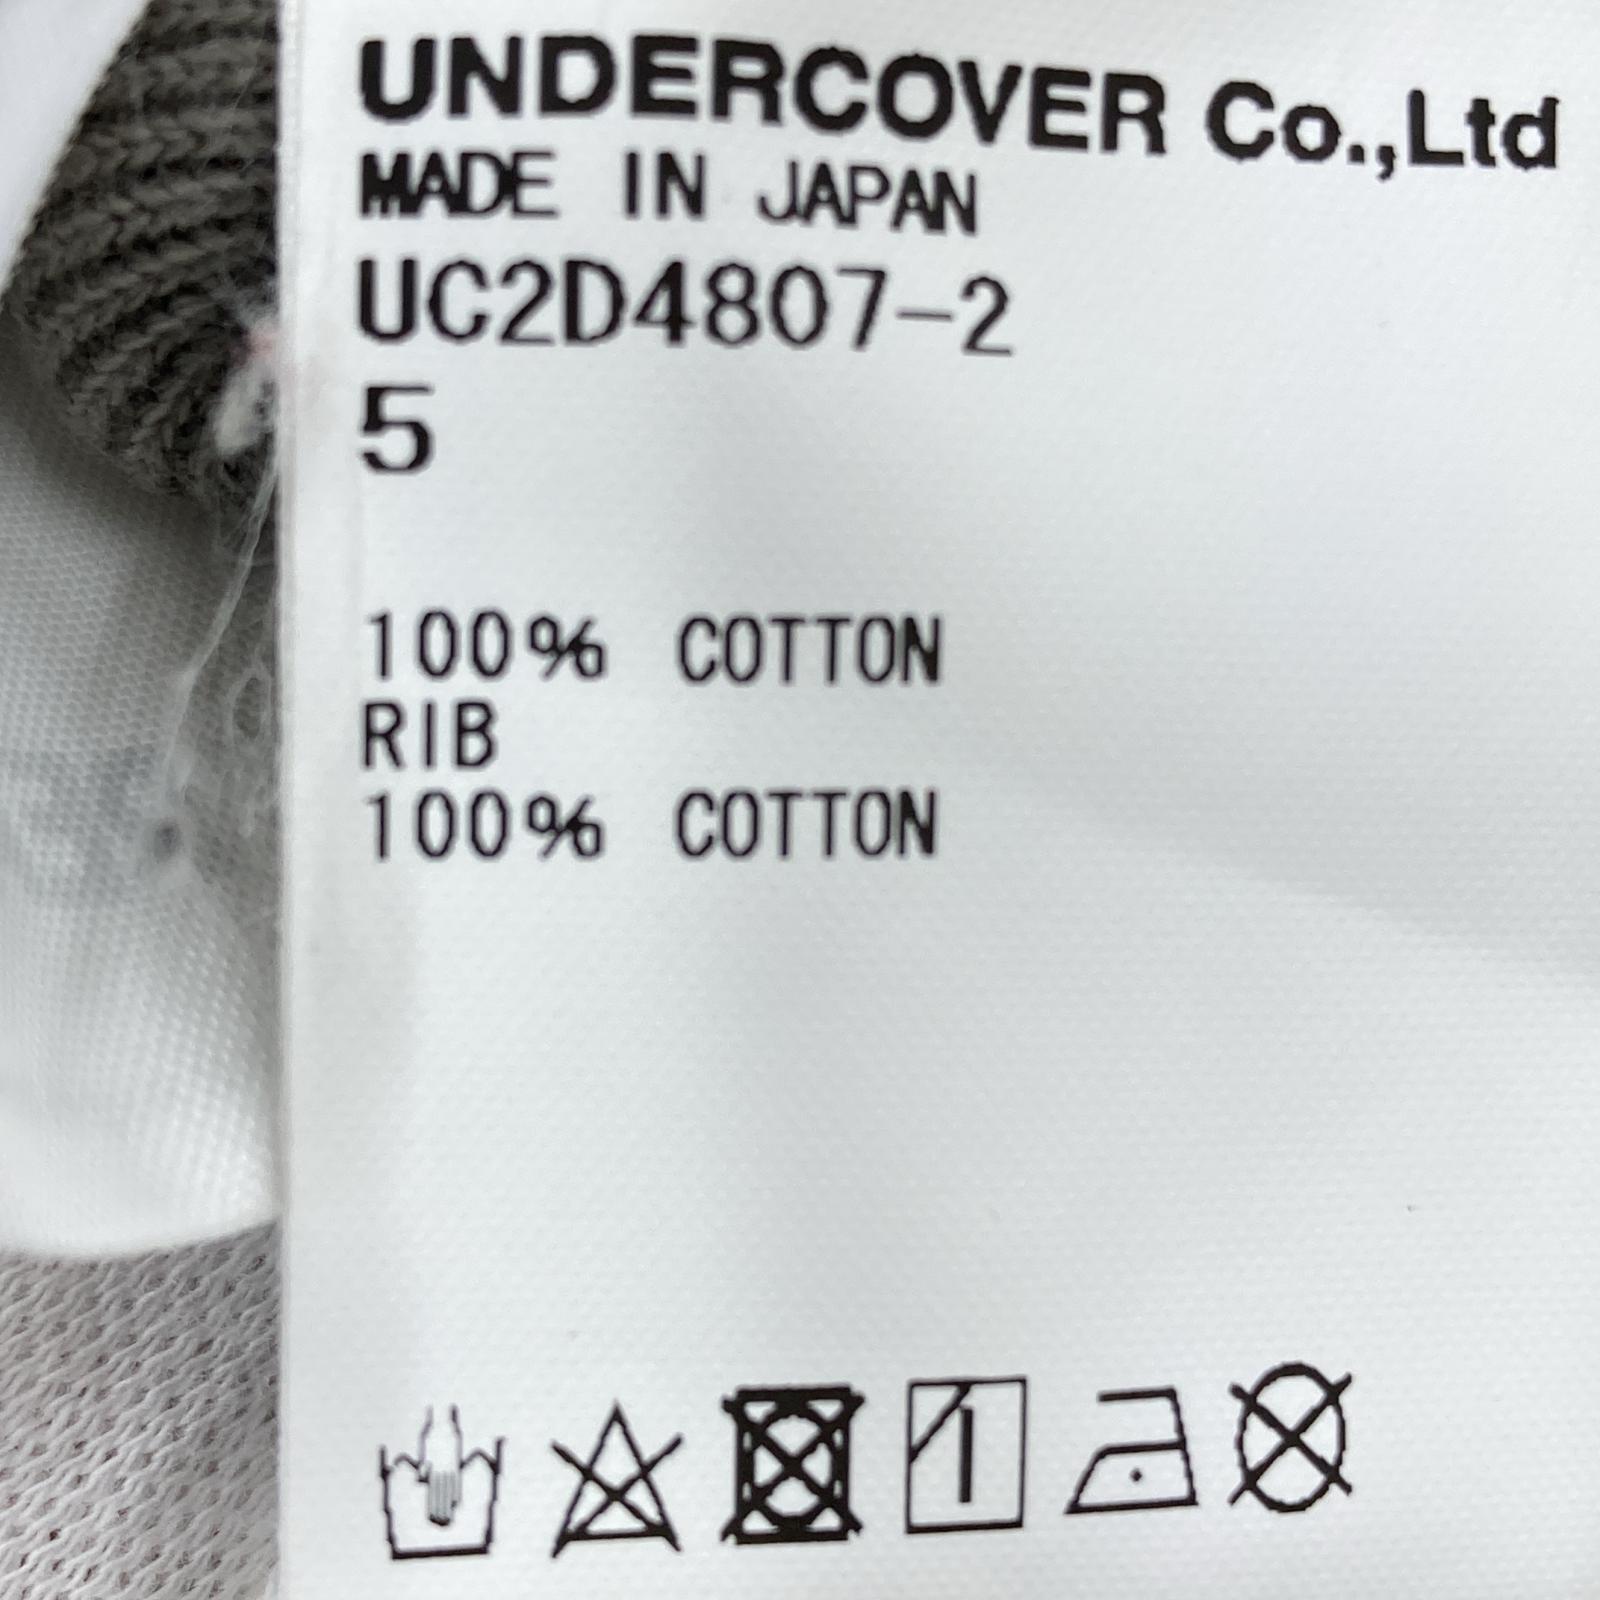 UNDERCOVER Co.,Ltd
MADE IN JAPAN
UC2D4807-2
5
100% COTTON
RIB
100% COTTON